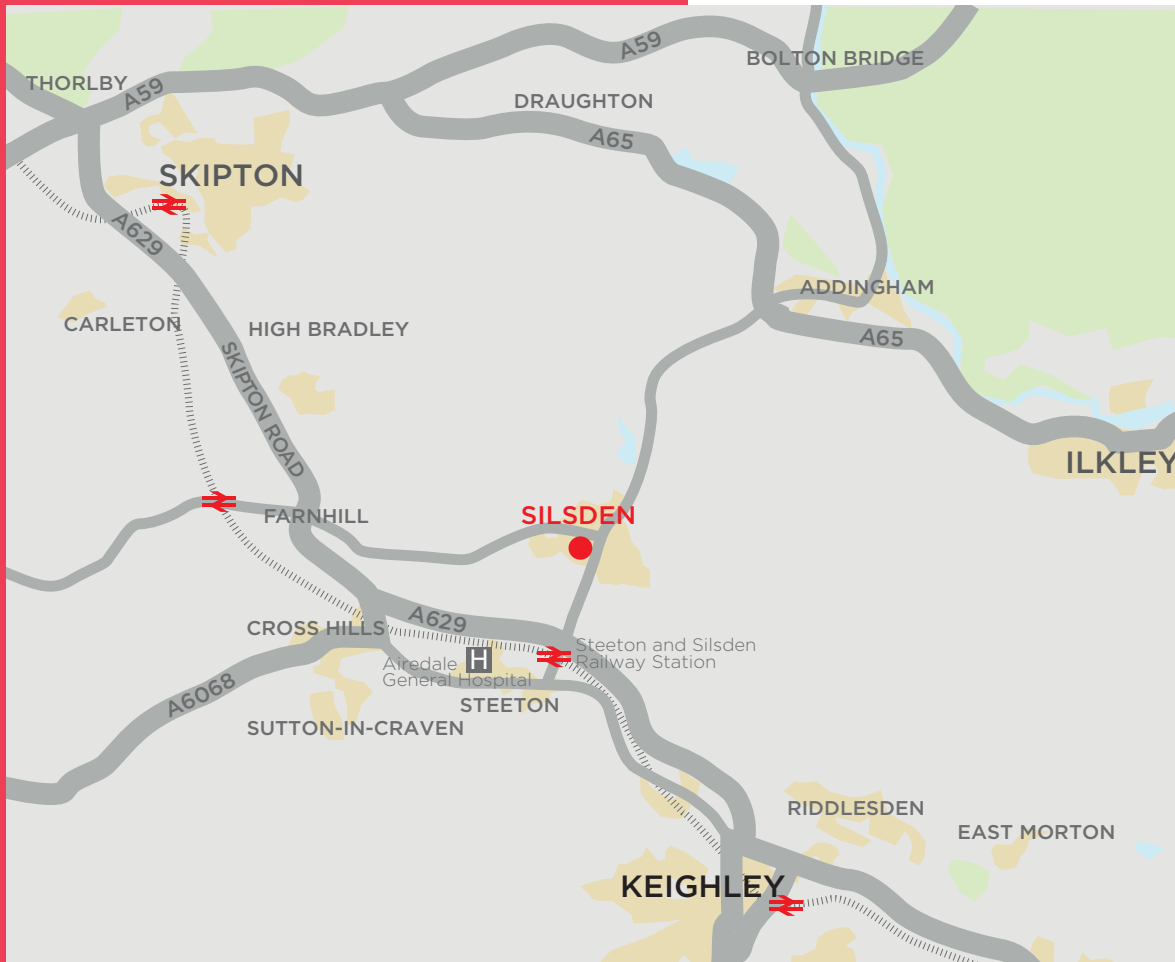 A59
BOLTON BRIDGE
THORLBY
A59
DRAUGHTON
A65
SKIPTON
A629
ADDINGHAM
CARLETON
HIGH BRADLEY
A65
SKIPTON ROAD
ILKLEY
SILSDEN
FARNHILL
A629
CROSS HILLS
Steeton and Silsden
Railway Station
H
Airedale
General Hospital
A6068
STEETON
SUTTON-IN-CRAVEN
RIDDLESDEN
EAST MORTON
KEIGHLEY